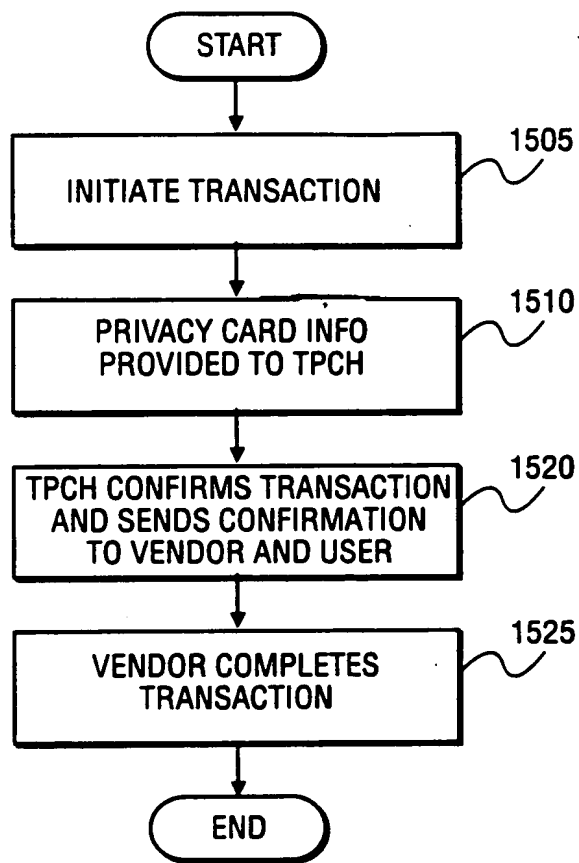 START
1505
INITIATE TRANSACTION
1510
PRIVACY CARD INFO
PROVIDED TO TPCH
1520
TPCH CONFIRMS TRANSACTION
AND SENDS CONFIRMATION
TO VENDOR AND USER
1525
VENDOR COMPLETES
TRANSACTION
END